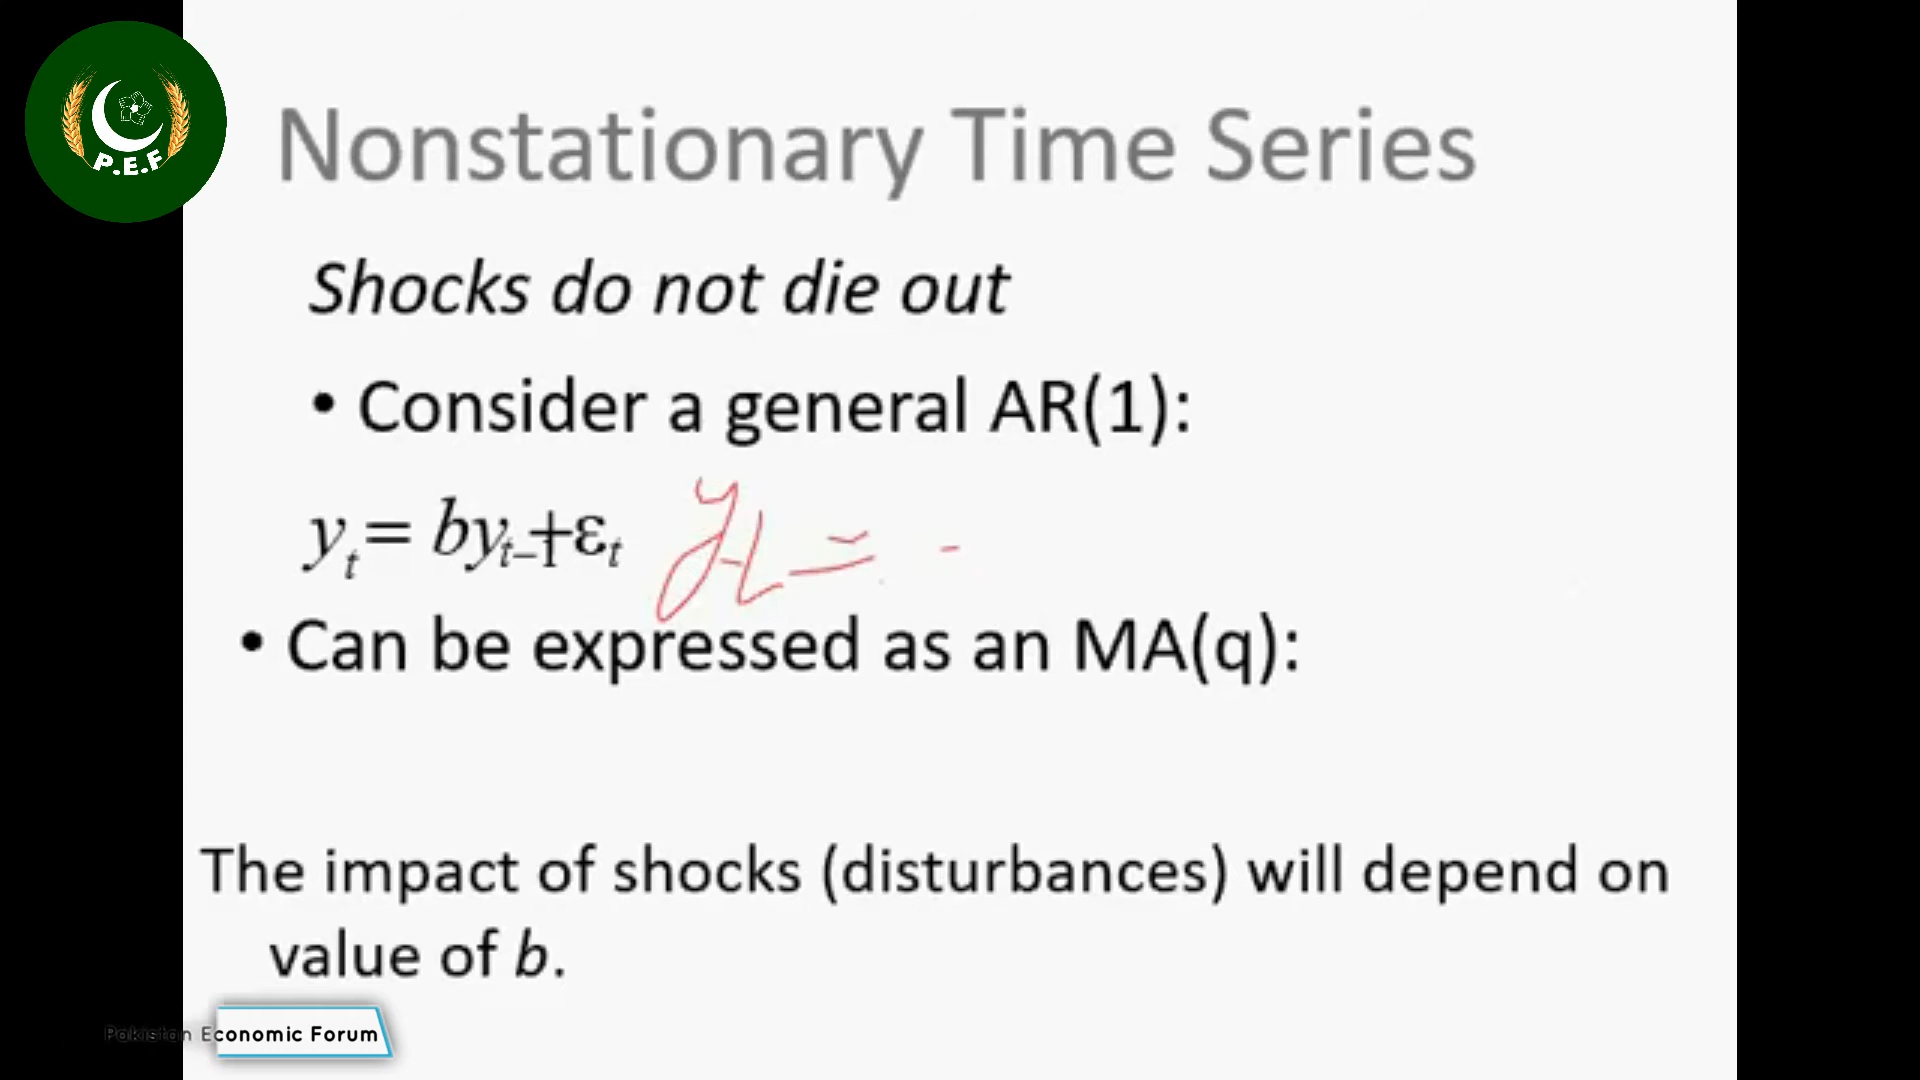 P.E.F
Nonstationary Time Series
Shocks do not die out
• Consider a general AR(1):
yₜ= byₜ₋₁+εₜ yt = -
• Can be expressed as an MA(q):
The impact of shocks (disturbances) will depend on
value of b.
Pakistan Economic Forum